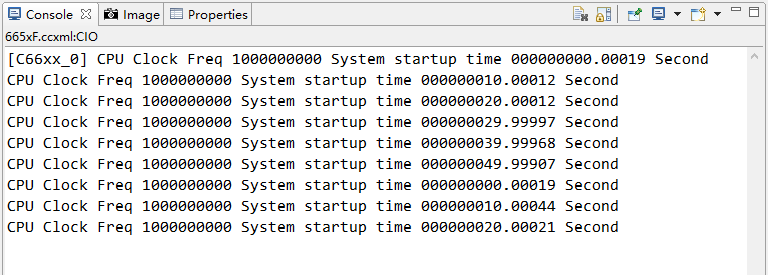 Console Image Properties
665xF.ccxml:CIO
[C66xx_0] CPU Clock Freq 1000000000 System startup time 000000000.00019 Second
CPU Clock Freq 1000000000 System startup time 000000010.00012 Second
CPU Clock Freq 1000000000 System startup time 000000020.00012 Second
CPU Clock Freq 1000000000 System startup time 000000029.99997 Second
CPU Clock Freq 1000000000 System startup time 000000039.99968 Second
CPU Clock Freq 1000000000 System startup time 000000049.99907 Second
CPU Clock Freq 1000000000 System startup time 000000000.00019 Second
CPU Clock Freq 1000000000 System startup time 000000010.00044 Second
CPU Clock Freq 1000000000 System startup time 000000020.00021 Second